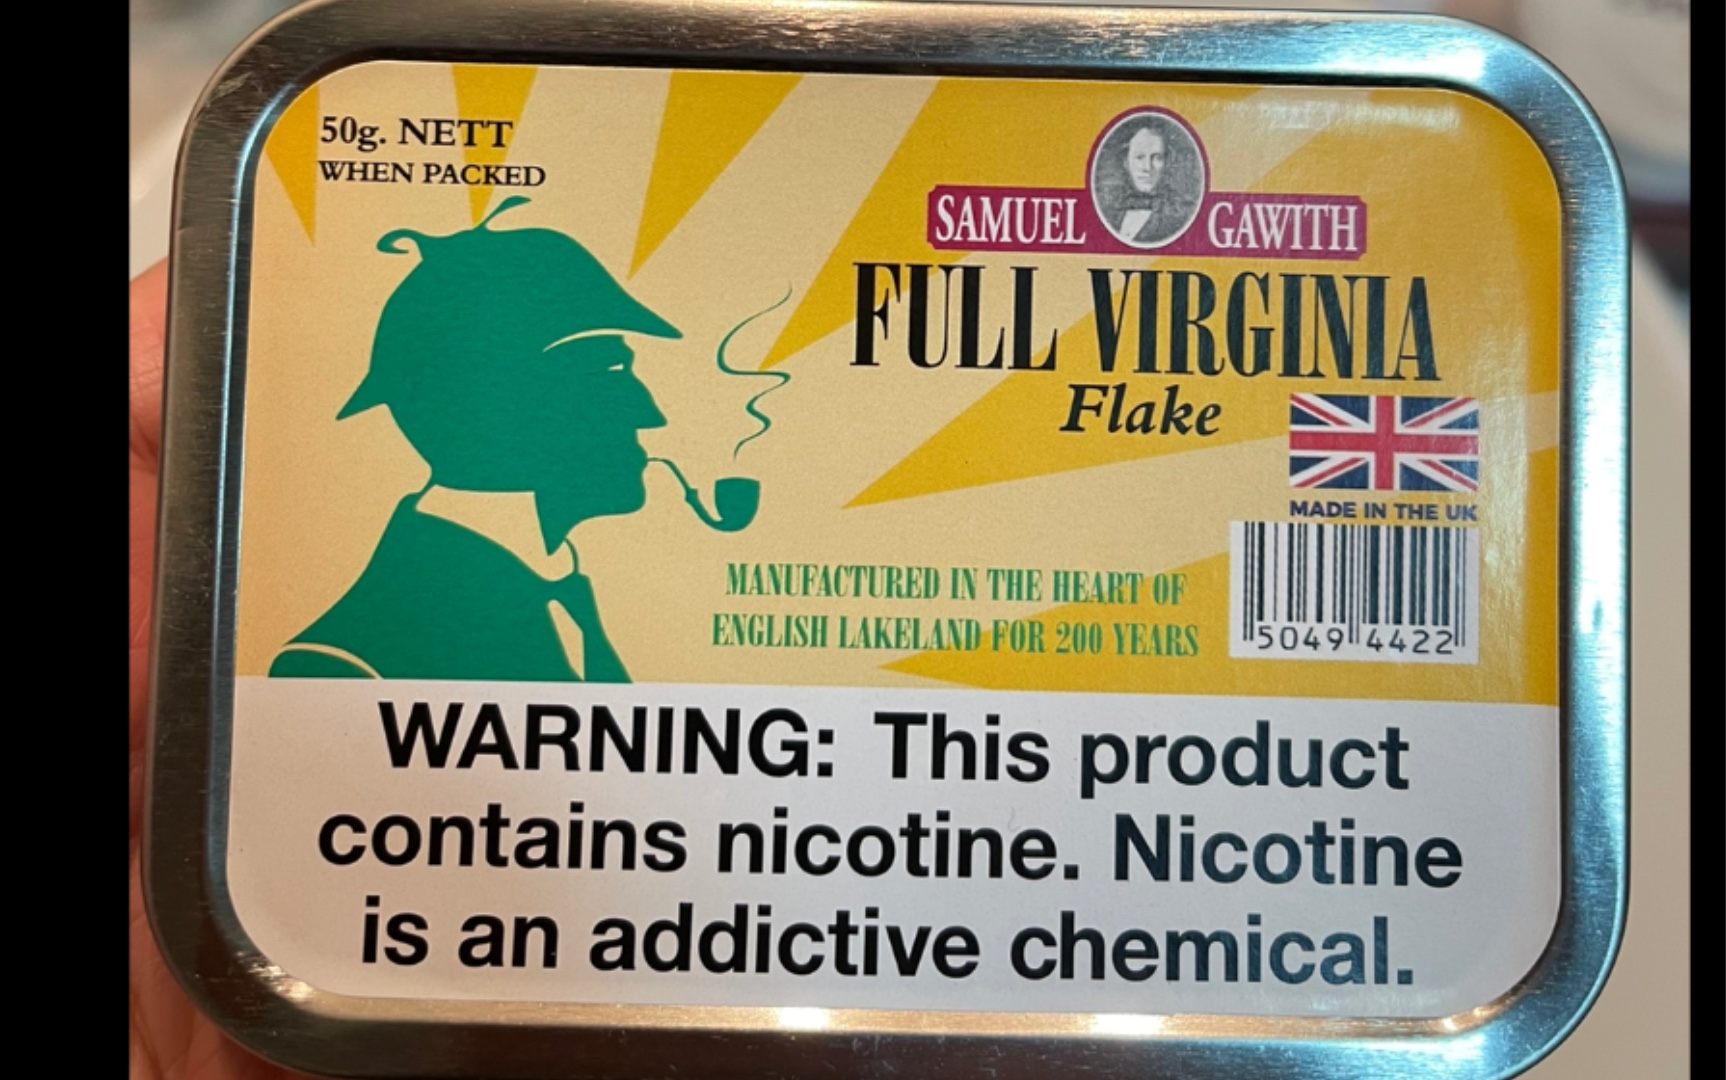 50g. NETT
WHEN PACKED
SAMUEL GAWITH
FULL VIRGINIA
Flake
MADE IN THE UK
MANUFACTURED IN THE HEART OF
ENGLISH LAKELAND FOR 200 YEARS
5049 4422
WARNING: This product
contains nicotine. Nicotine
is an addictive chemical.